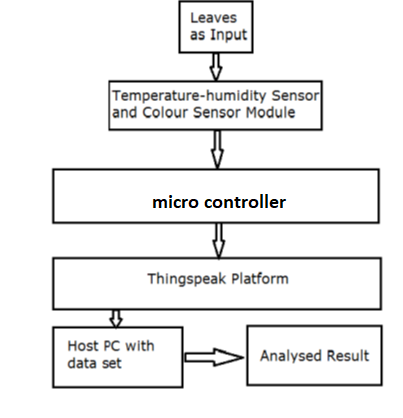 Leaves
as Input
Temperature-humidity Sensor
and Colour Sensor Module
micro controller
Thingspeak Platform
Host PC with
data set
Analysed Result